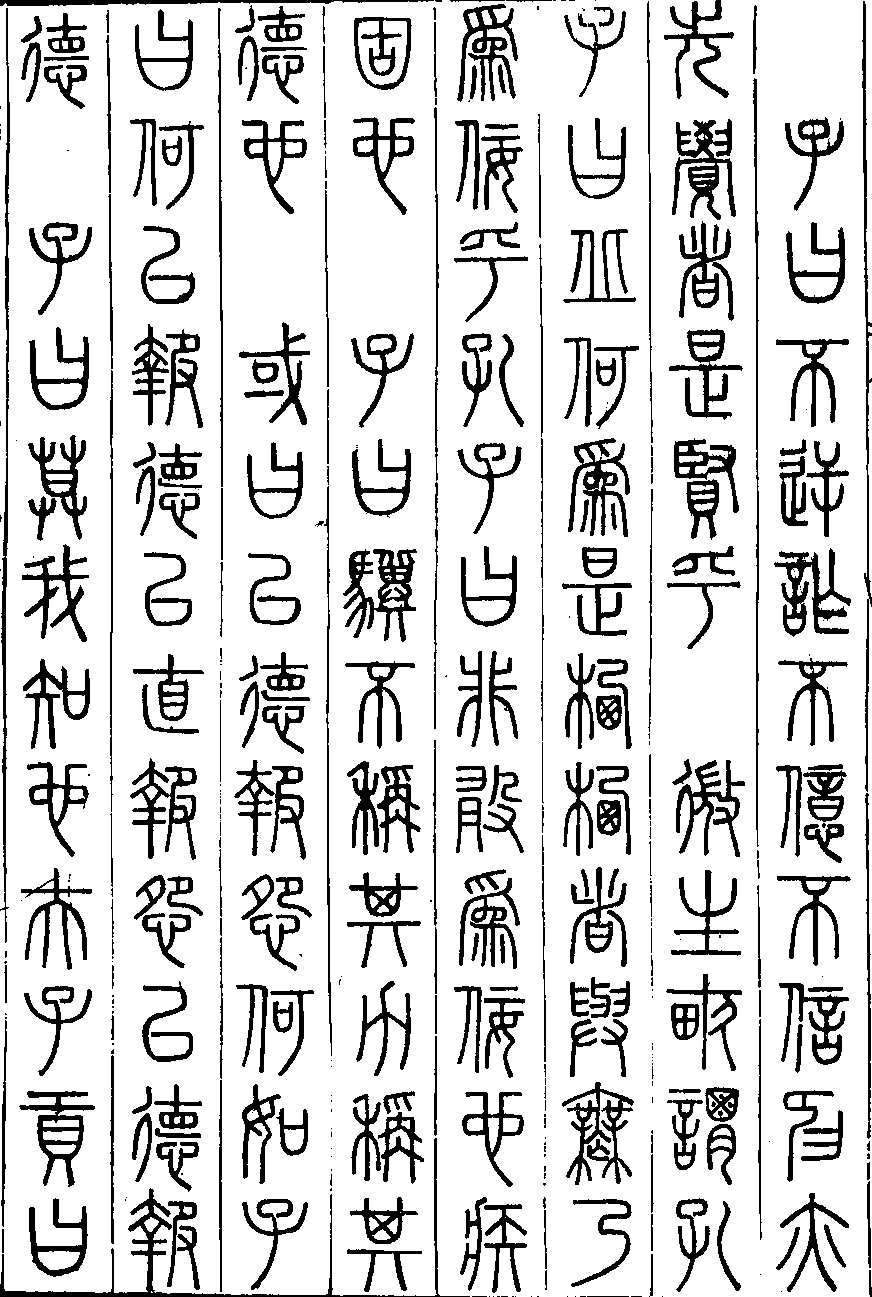 子曰不逆詐不億不信抑亦
先覺者是賢乎 微生畝謂孔
子曰丘何爲是栖栖者與無乃
爲佞乎孔子曰非敢爲佞也疾
固也 子曰驥不稱其力稱其
德也 或曰以德報怨何如子
曰何以報德以直報怨以德報
德 子曰莫我知也夫子貢曰